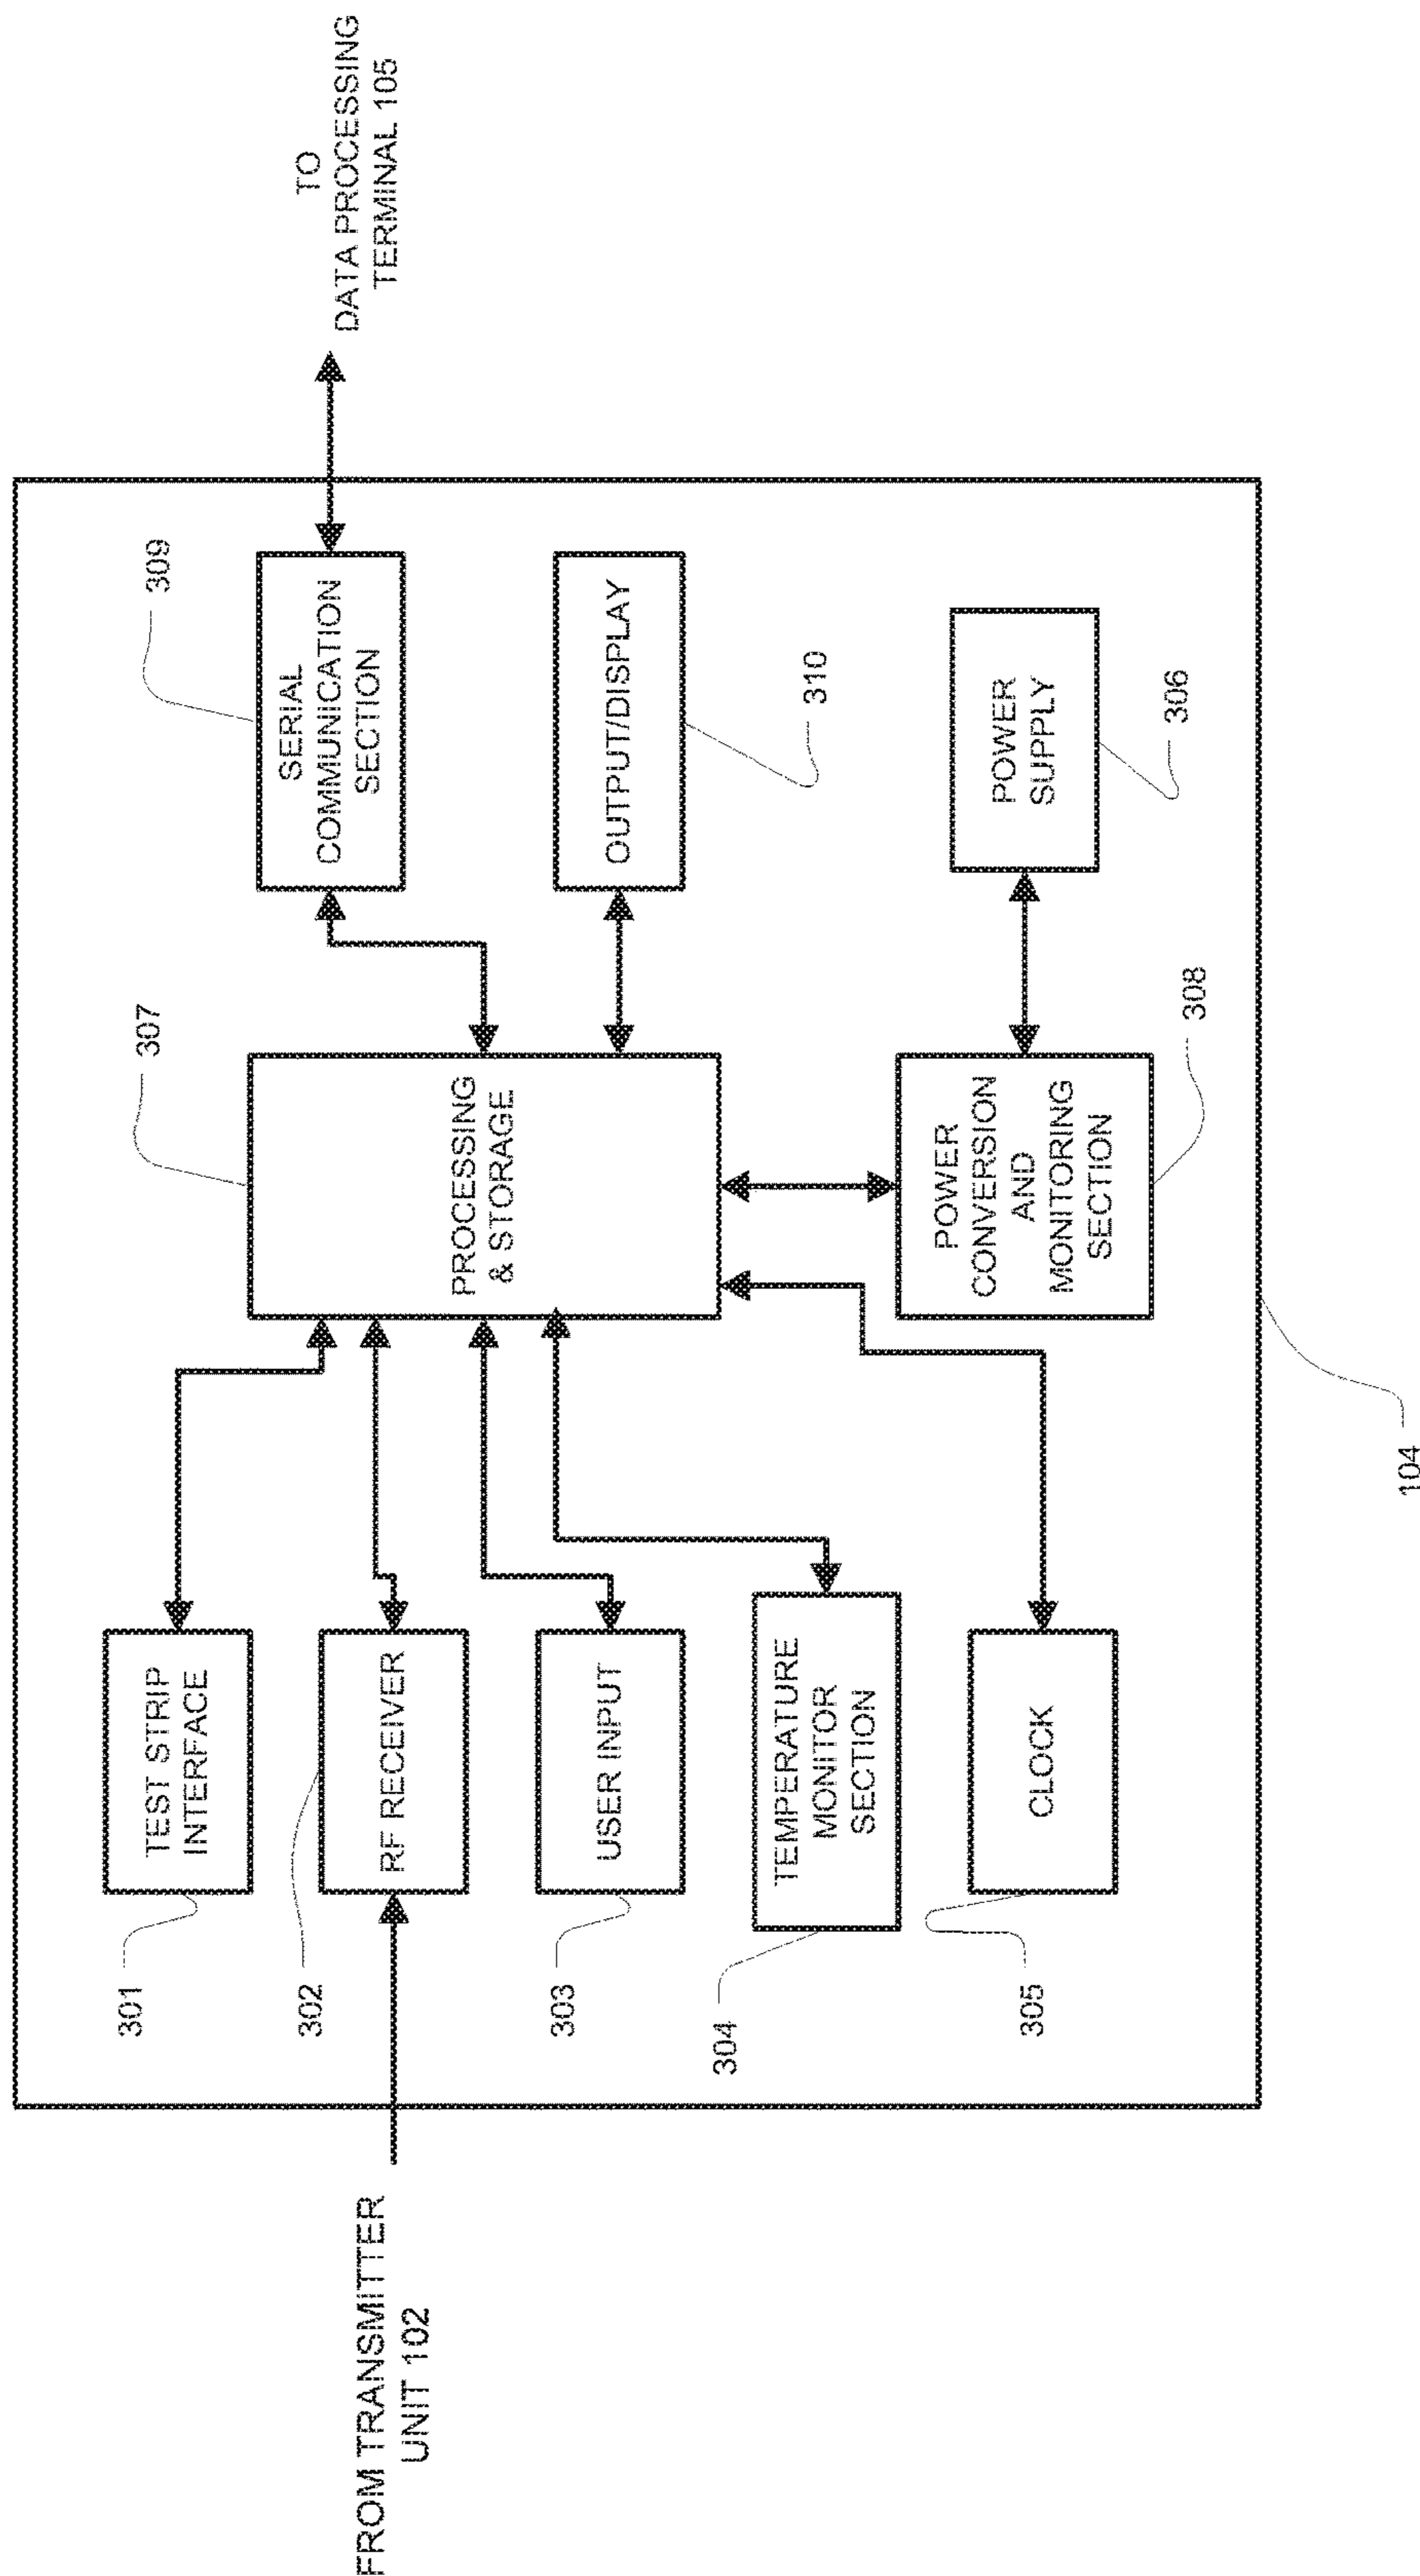 FROM TRANSMITTER
UNIT 102
301
TEST STRIP
INTERFACE
302
RF RECEIVER
303
USER INPUT
304
TEMPERATURE
MONITOR
SECTION
305
CLOCK
307
PROCESSING
& STORAGE
POWER
CONVERSION
AND
MONITORING
SECTION
308
309
SERIAL
COMMUNICATION
SECTION
OUTPUT/DISPLAY
310
POWER
SUPPLY
306
TO
DATA PROCESSING
TERMINAL 105
104